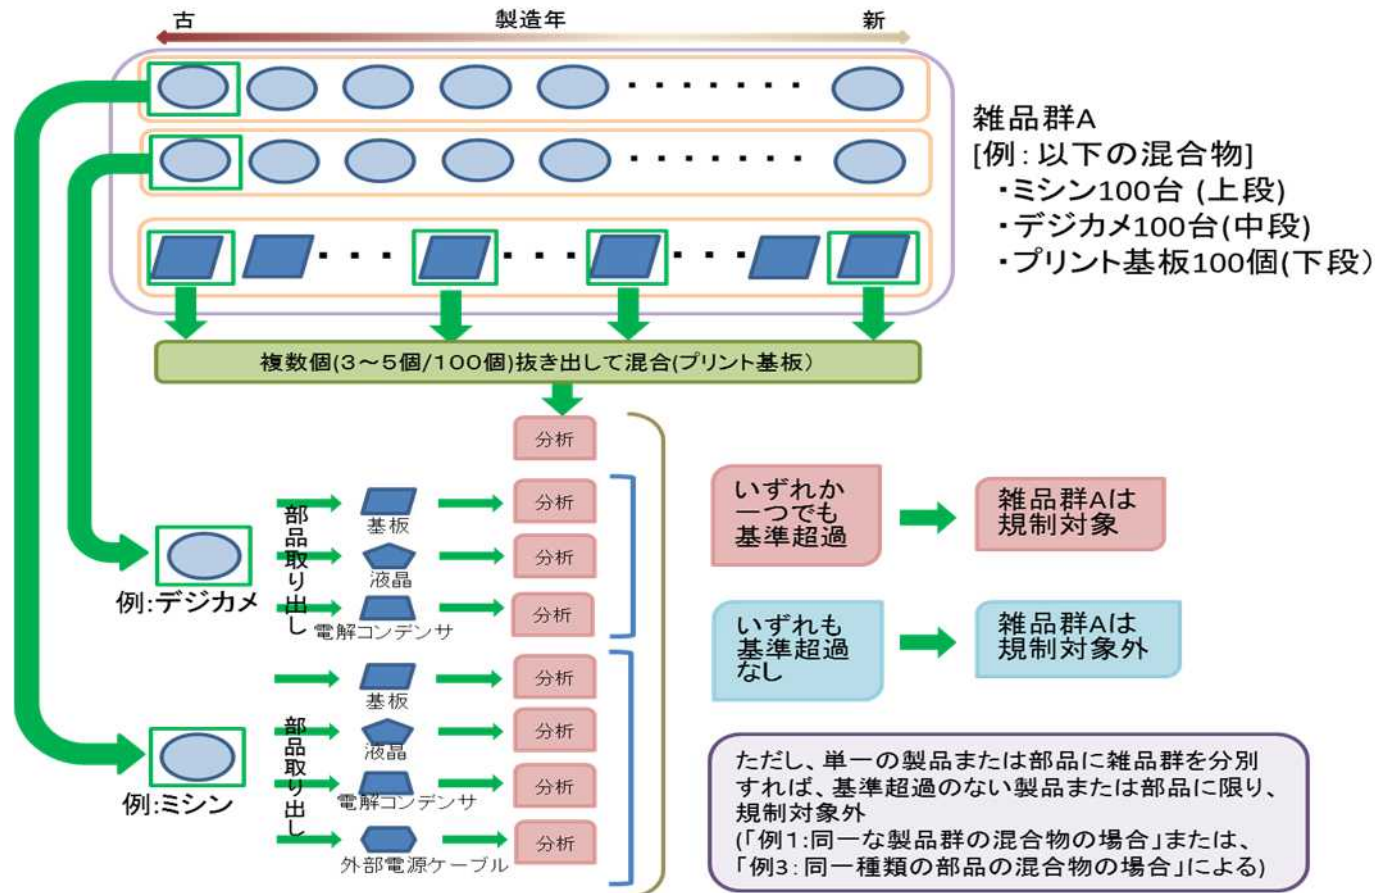 古
製造年
新
雑品群A
[例：以下の混合物]
・ミシン100台 (上段)
・デジカメ100台(中段)
・プリント基板100個(下段）
複数個(3～5個/100個)抜き出して混合(プリント基板）
分析
部品取り出し
基板
分析
液晶
分析
電解コンデンサ
分析
例:デジカメ
部品取り出し
基板
分析
液晶
分析
電解コンデンサ
分析
外部電源ケーブル
分析
例:ミシン
いずれか
一つでも
基準超過
雑品群Aは
規制対象
いずれも
基準超過
なし
雑品群Aは
規制対象外
ただし、単一の製品または部品に雑品群を分別
すれば、基準超過のない製品または部品に限り、
規制対象外
(「例1:同一な製品群の混合物の場合」または、
「例3：同一種類の部品の混合物の場合」による)